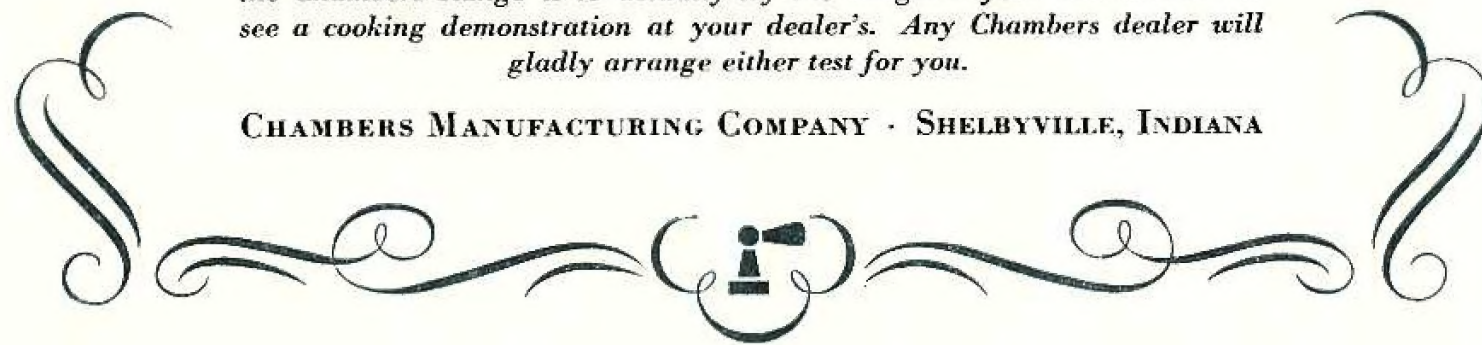 see a cooking demonstration at your dealer's. Any Chambers dealer will
gladly arrange either test for you.
CHAMBERS MANUFACTURING COMPANY · SHELBYVILLE, INDIANA